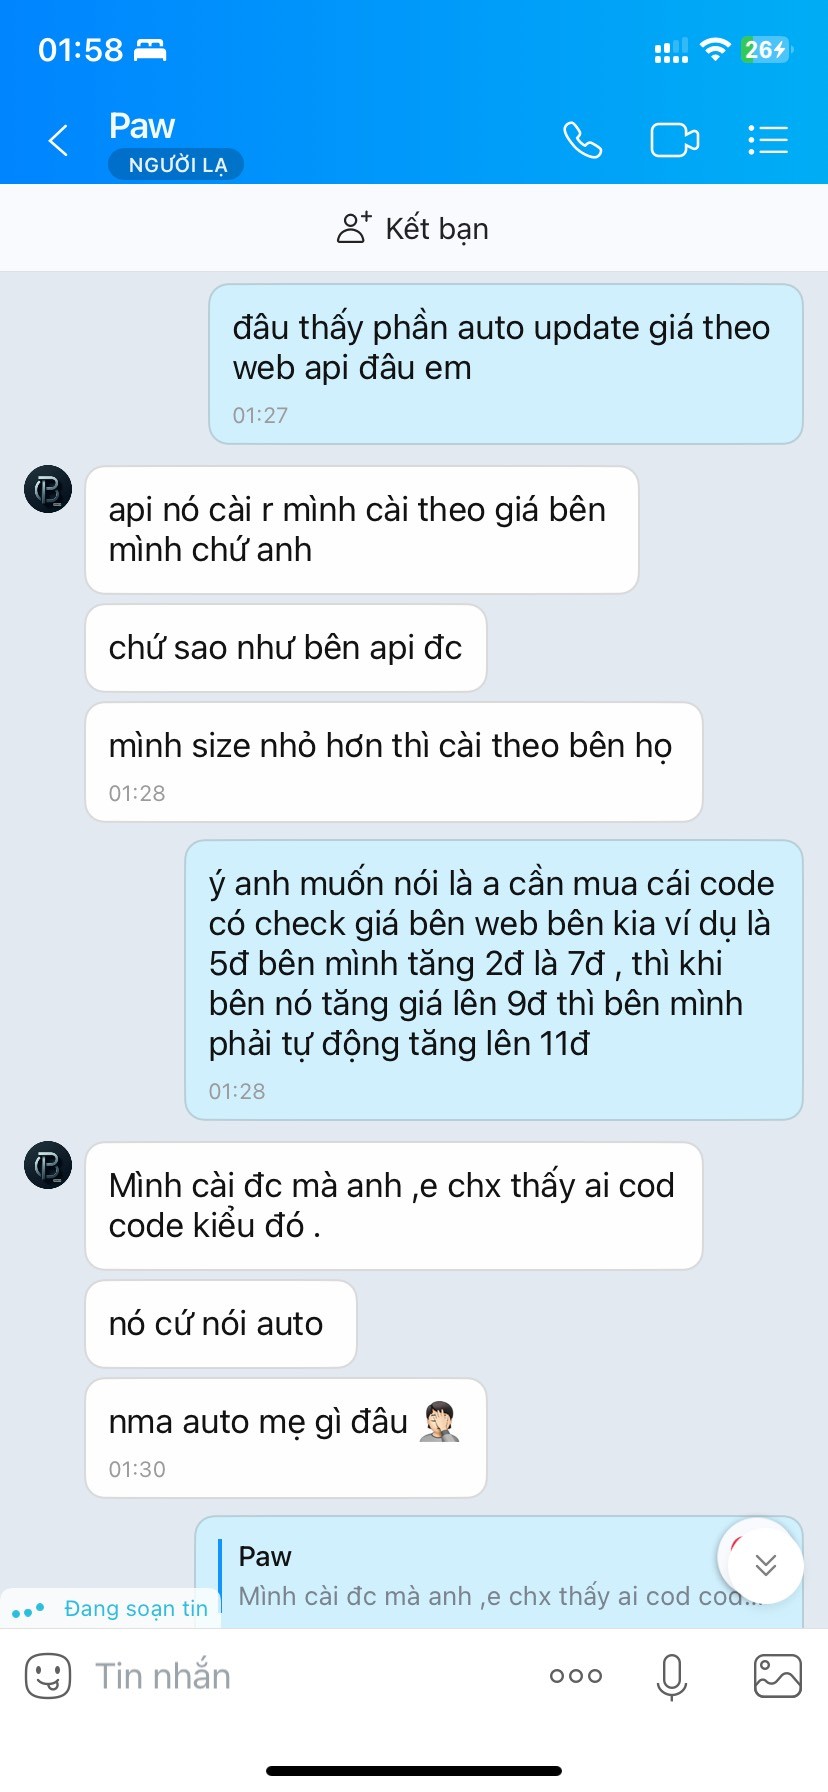 01:58
26
Paw
NGƯỜI LẠ
Kết bạn
đâu thấy phần auto update giá theo
web api đâu em
01:27
api nó cài r mình cài theo giá bên
mình chứ anh
chứ sao như bên api đc
mình size nhỏ hơn thì cài theo bên họ
01:28
ý anh muốn nói là a cần mua cái code
có check giá bên web bên kia ví dụ là
5đ bên mình tăng 2đ là 7đ , thì khi
bên nó tăng giá lên 9đ thì bên mình
phải tự động tăng lên 11đ
01:28
Mình cài đc mà anh ,e chx thấy ai cod
code kiểu đó .
nó cứ nói auto
nma auto mẹ gì đâu 🤦🏻
01:30
Paw
Mình cài đc mà anh ,e chx thấy ai cod cod...
Đang soạn tin
Tin nhắn